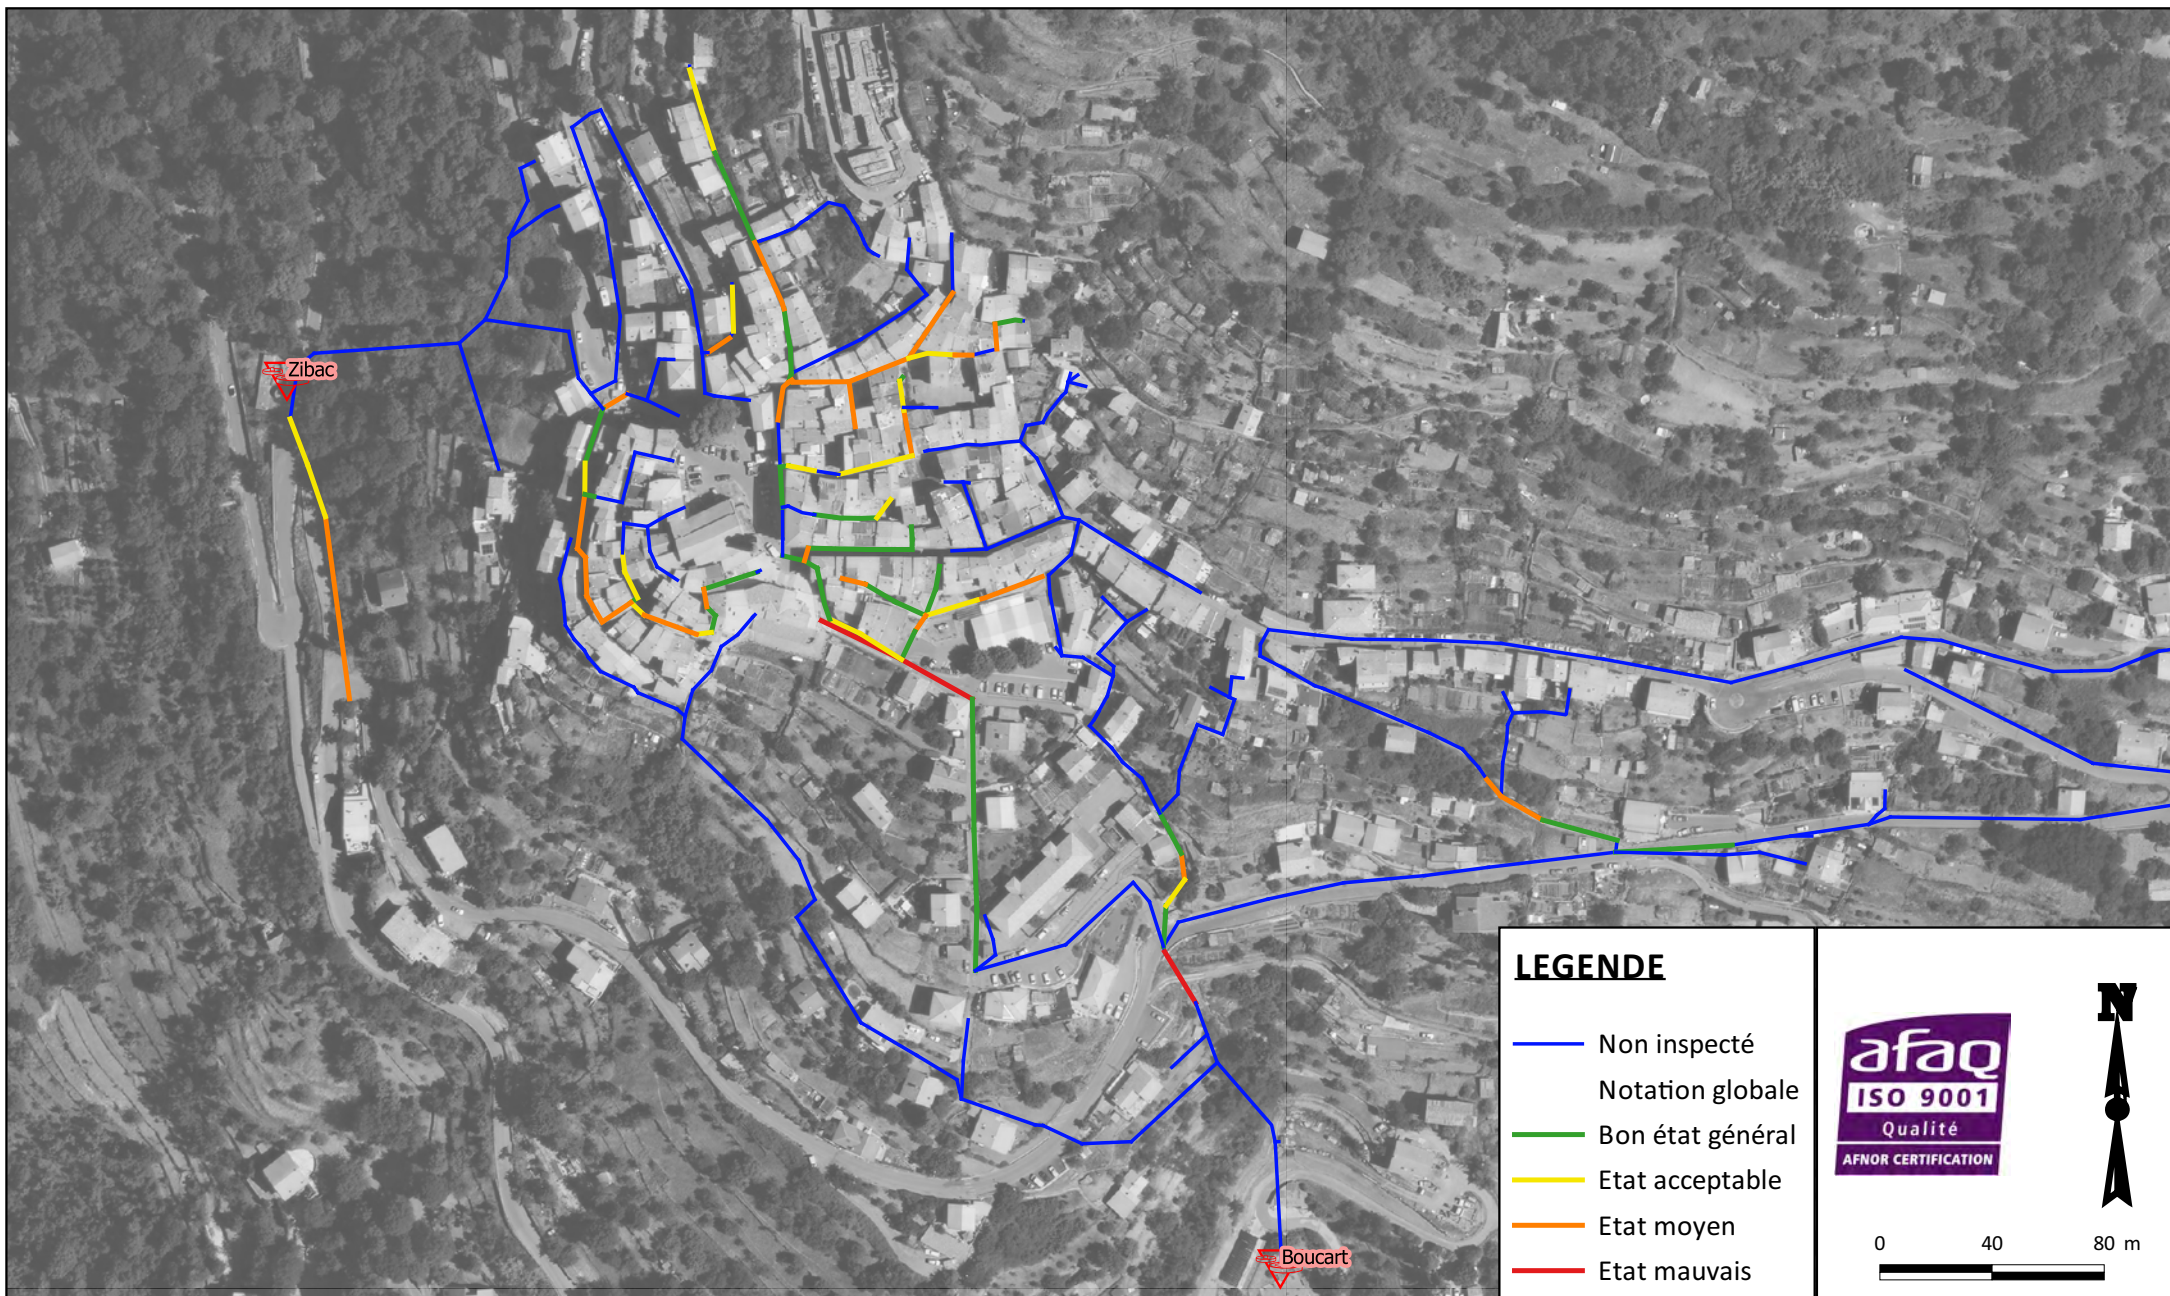 Zibac
Boucart
LEGENDE
Non inspecté
Notation globale
Bon état général
Etat acceptable
Etat moyen
Etat mauvais
afaq
ISO 9001
Qualité
AFNOR CERTIFICATION
N
0 40 80 m